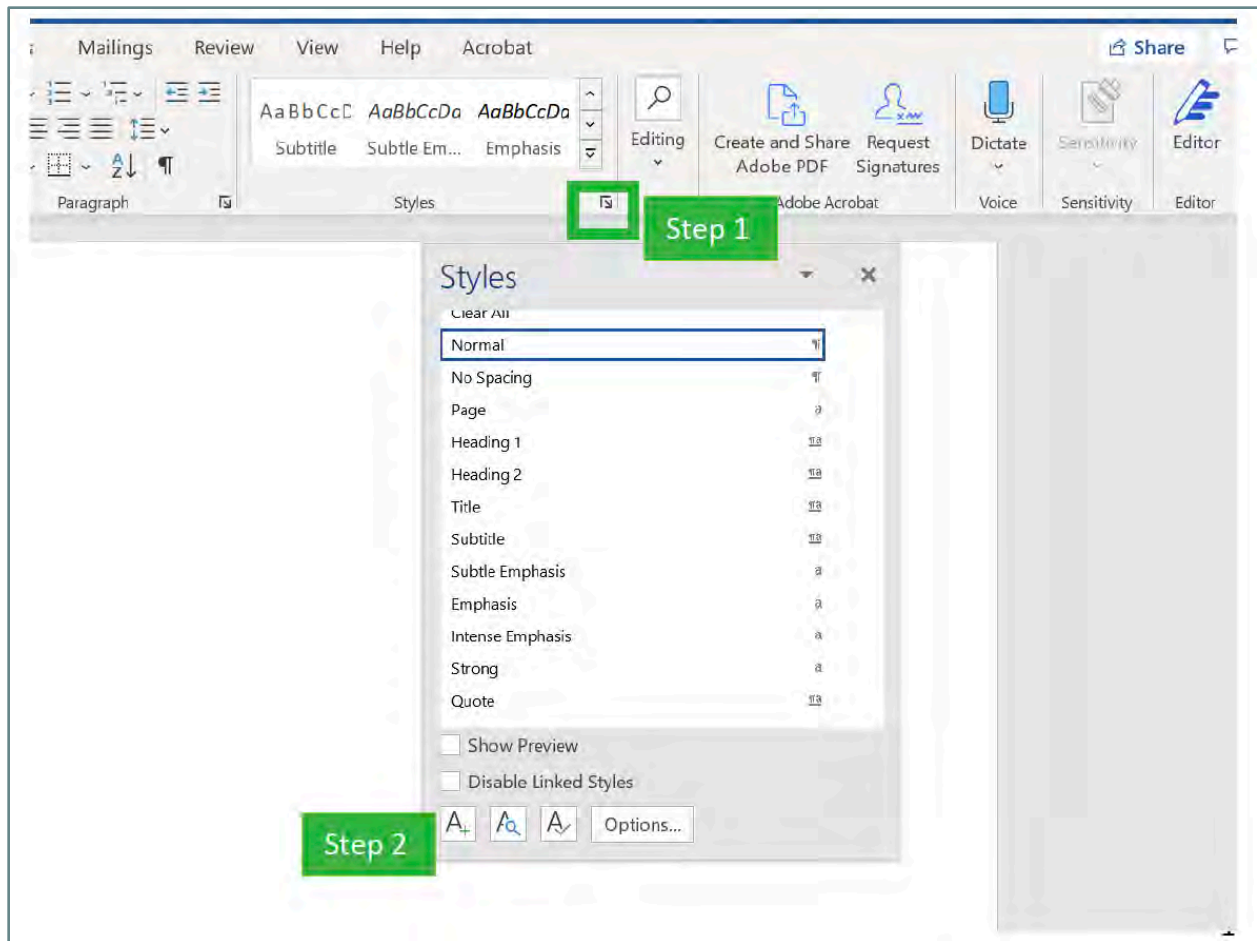 Mailings Review View Help Acrobat Share
AaBbCcC AaBbCcDa AaBbCcDa
Subtitle Subtle Em... Emphasis
Editing
Create and Share Adobe PDF
Request Signatures
Dictate
Sensitivity
Editor
Paragraph Styles Adobe Acrobat Voice Sensitivity Editor
Step 1
Styles
Clear All
Normal
No Spacing
Page
Heading 1
Heading 2
Title
Subtitle
Subtle Emphasis
Emphasis
Intense Emphasis
Strong
Quote
Show Preview
Disable Linked Styles
Options...
Step 2